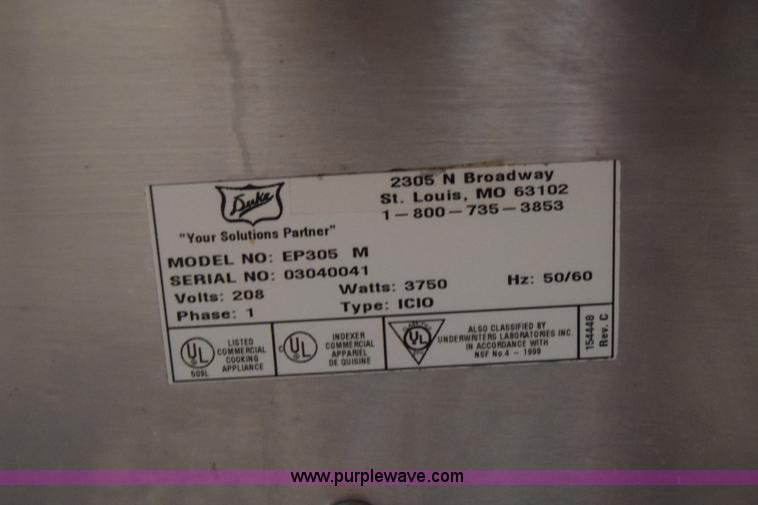 Duke
2305 N Broadway
St. Louis, MO 63102
1-800-735-3853
"Your Solutions Partner"
MODEL NO: EP305 M
SERIAL NO: 03040041
Volts: 208 Watts: 3750 Hz: 50/60
Phase: 1 Type: ICIO
UL
LISTED
COMMERCIAL
COOKING
APPLIANCE
509L
C UL
INDEXER
COMMERCIAL
APPARIEL
DE QUISINE
UL
ALSO CLASSIFIED BY
UNDERWRITERS LABORATORIES INC.
IN ACCORDANCE WITH
NSF No.4 - 1999
154448
Rev. C
www.purplewave.com